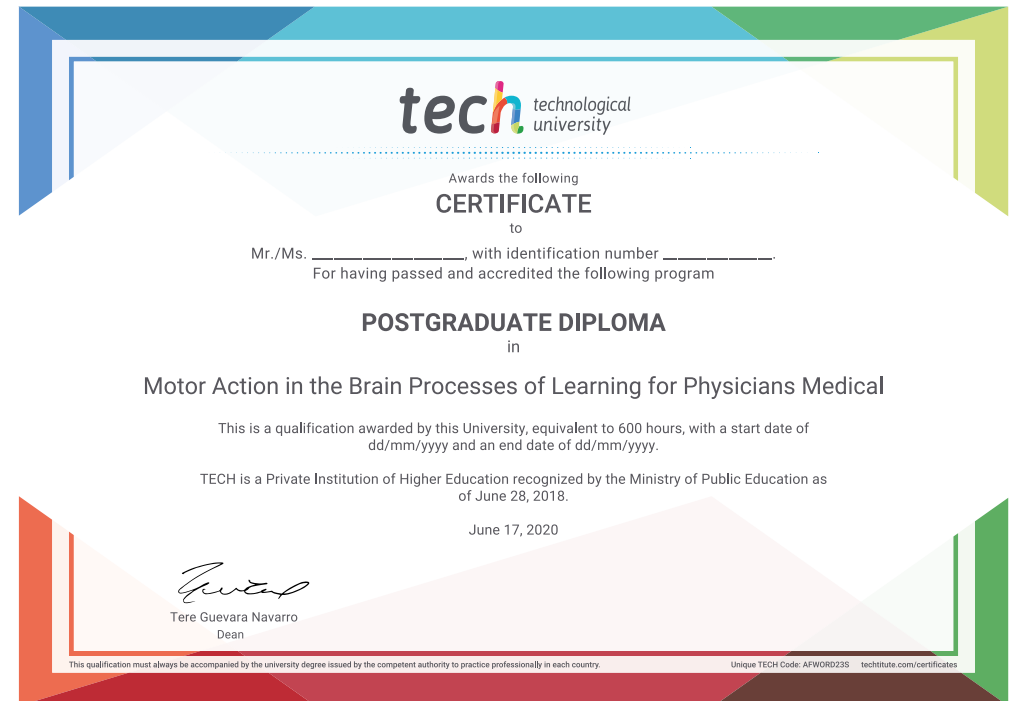 tech technological
university
Awards the following
CERTIFICATE
to
Mr./Ms. ____________________, with identification number ______________.
For having passed and accredited the following program
POSTGRADUATE DIPLOMA
in
Motor Action in the Brain Processes of Learning for Physicians Medical
This is a qualification awarded by this University, equivalent to 600 hours, with a start date of
dd/mm/yyyy and an end date of dd/mm/yyyy.
TECH is a Private Institution of Higher Education recognized by the Ministry of Public Education as
of June 28, 2018.
June 17, 2020
Tere Guevara Navarro
Dean
This qualification must always be accompanied by the university degree issued by the competent authority to practice professionally in each country.
Unique TECH Code: AFWORD23S techtitute.com/certificates